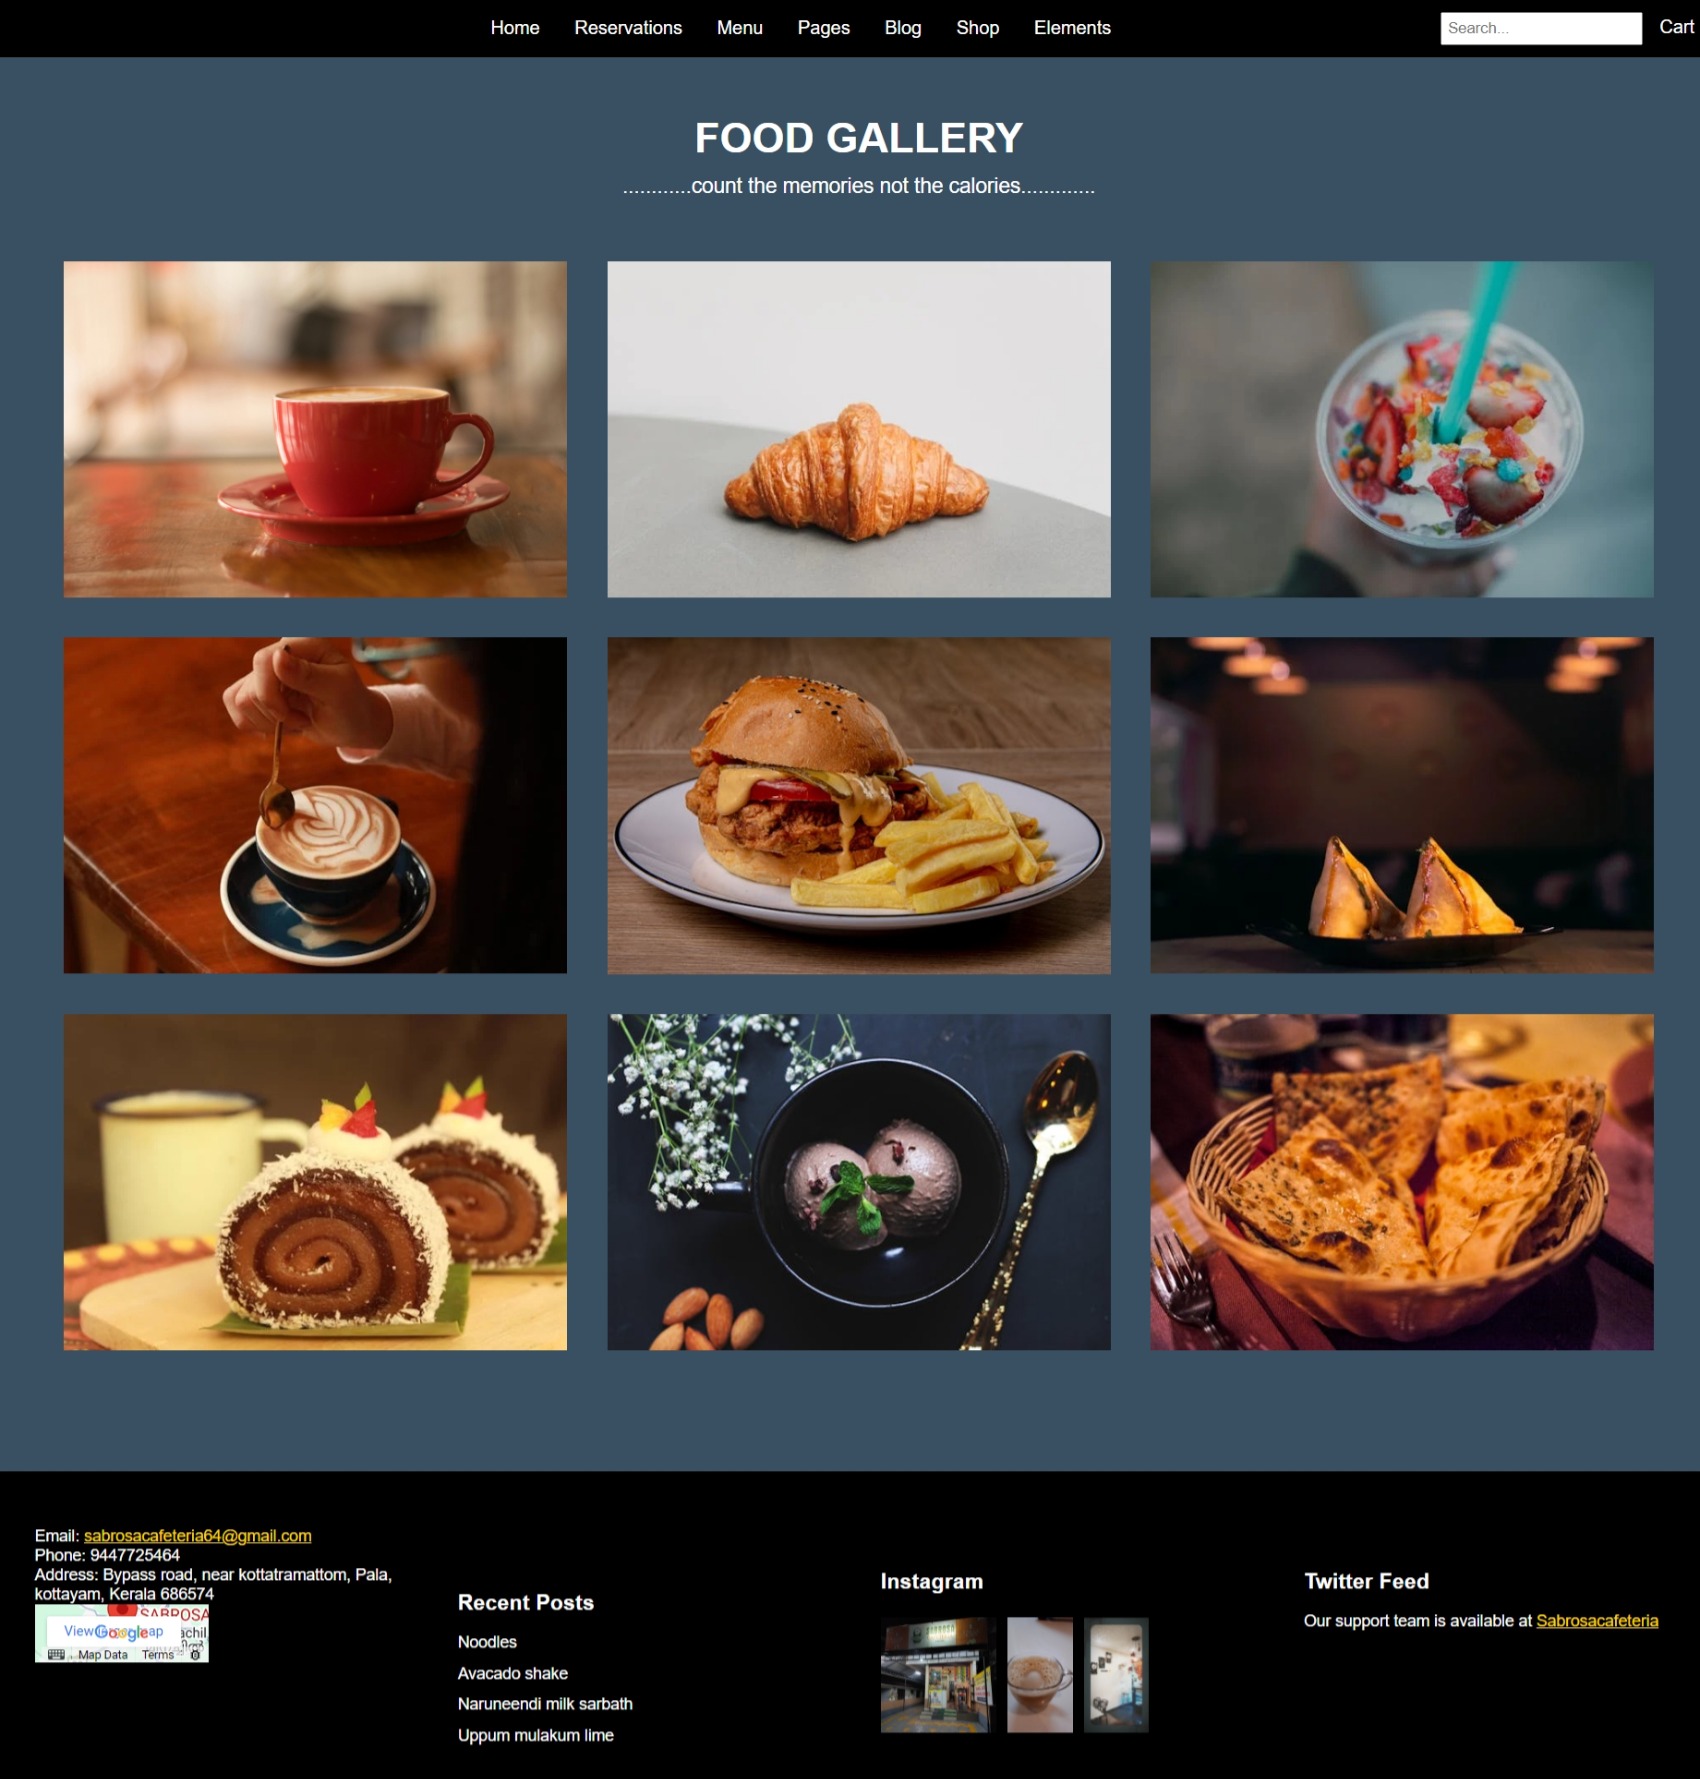 Home Reservations Menu Pages Blog Shop Elements Search... Cart
FOOD GALLERY
............count the memories not the calories.............
Email: sabrosacafeteria64@gmail.com
Phone: 9447725464
Address: Bypass road, near kottatramattom, Pala,
kottayam, Kerala 686574
SABROSA
View
Google
Map Data Terms
Recent Posts
Noodles
Avacado shake
Naruneendi milk sarbath
Uppum mulakum lime
Instagram
SABROSA
Twitter Feed
Our support team is available at Sabrosacafeteria